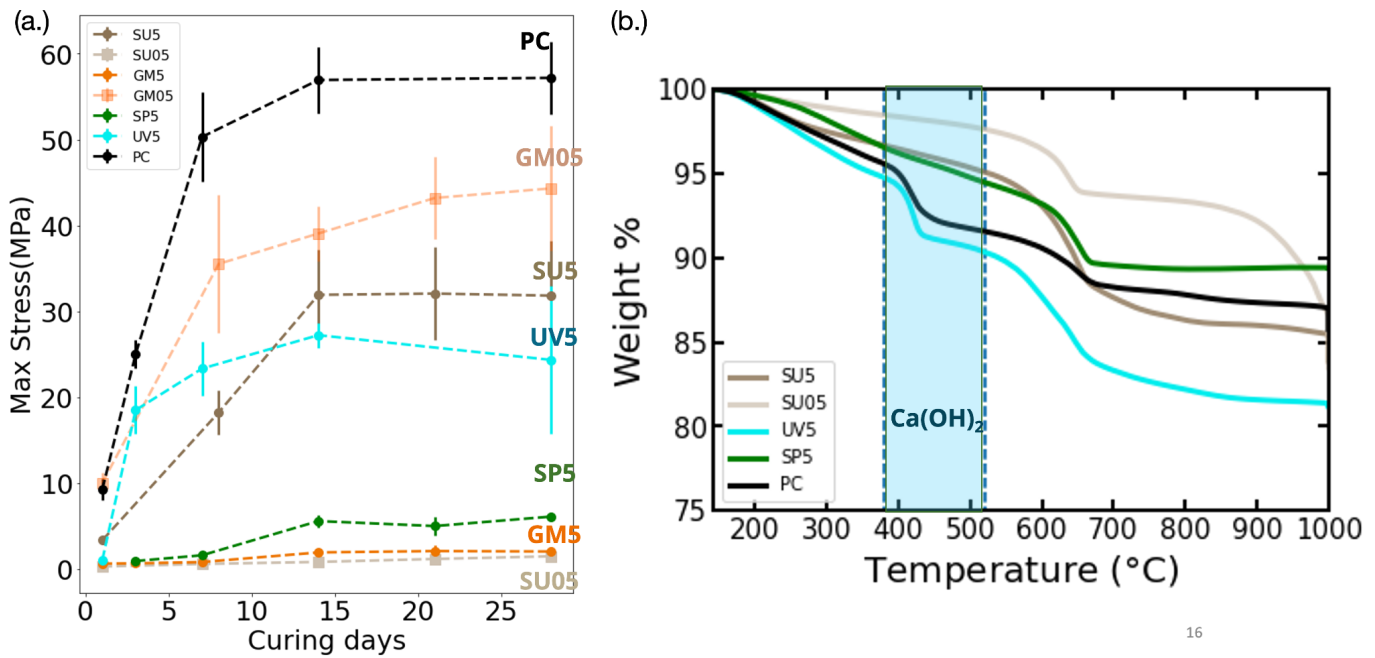 (a.)
SU5
SU05
GM5
GM05
SP5
UV5
PC
PC
GM05
SU5
UV5
SP5
GM5
SU05
60
50
40
30
20
10
0
Max Stress(MPa)
0 5 10 15 20 25
Curing days
(b.)
100
95
90
85
80
75
Weight %
Ca(OH)₂
SU5
SU05
UV5
SP5
PC
200 300 400 500 600 700 800 900 1000
Temperature (°C)
16